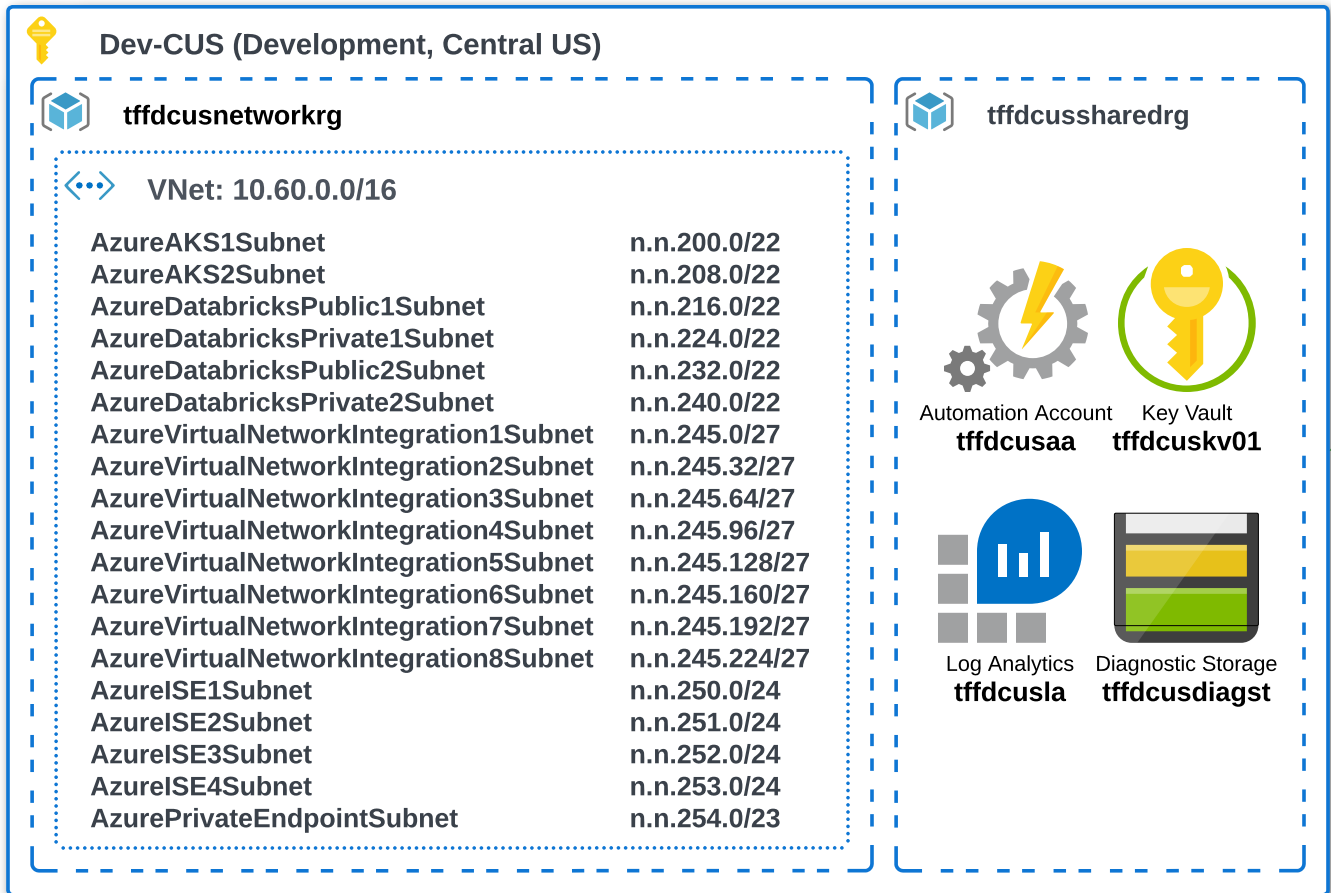 Dev-CUS (Development, Central US)
tffdcusnetworkrg
VNet: 10.60.0.0/16
AzureAKS1Subnet n.n.200.0/22
AzureAKS2Subnet n.n.208.0/22
AzureDatabricksPublic1Subnet n.n.216.0/22
AzureDatabricksPrivate1Subnet n.n.224.0/22
AzureDatabricksPublic2Subnet n.n.232.0/22
AzureDatabricksPrivate2Subnet n.n.240.0/22
AzureVirtualNetworkIntegration1Subnet n.n.245.0/27
AzureVirtualNetworkIntegration2Subnet n.n.245.32/27
AzureVirtualNetworkIntegration3Subnet n.n.245.64/27
AzureVirtualNetworkIntegration4Subnet n.n.245.96/27
AzureVirtualNetworkIntegration5Subnet n.n.245.128/27
AzureVirtualNetworkIntegration6Subnet n.n.245.160/27
AzureVirtualNetworkIntegration7Subnet n.n.245.192/27
AzureVirtualNetworkIntegration8Subnet n.n.245.224/27
AzureISE1Subnet n.n.250.0/24
AzureISE2Subnet n.n.251.0/24
AzureISE3Subnet n.n.252.0/24
AzureISE4Subnet n.n.253.0/24
AzurePrivateEndpointSubnet n.n.254.0/23
tffdcussharedrg
Automation Account
tffdcusaa
Key Vault
tffdcuskv01
Log Analytics
tffdcusla
Diagnostic Storage
tffdcusdiagst